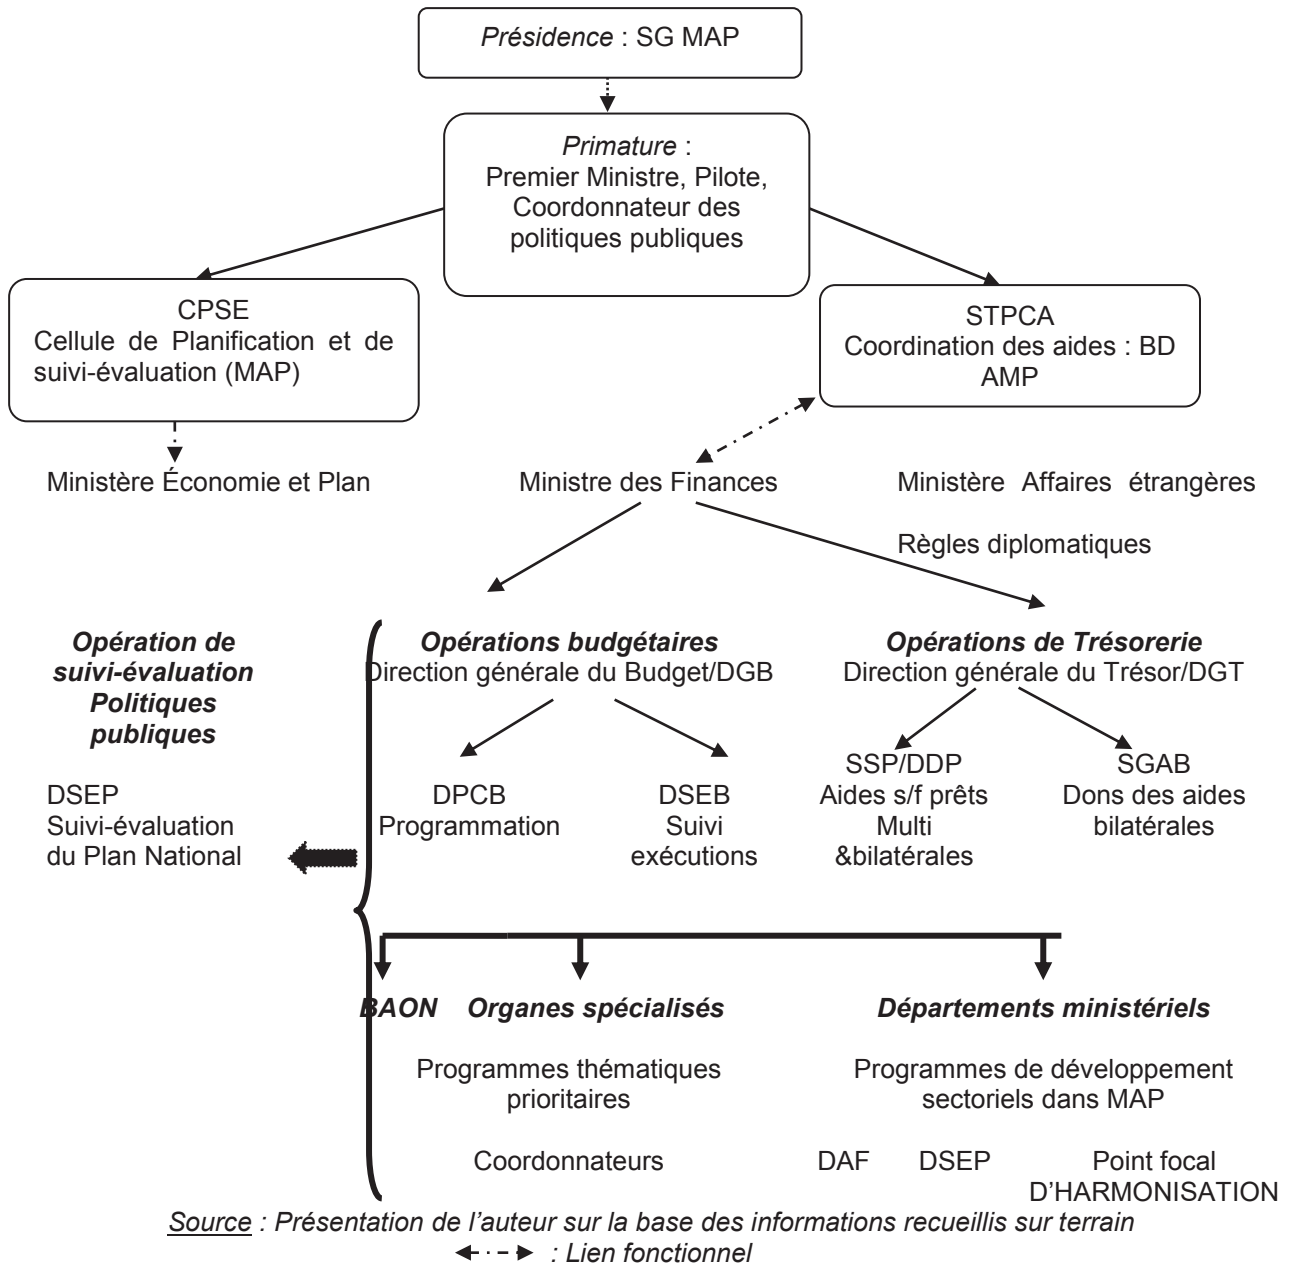 Présidence : SG MAP
Primature :
Premier Ministre, Pilote,
Coordonnateur des
politiques publiques
CPSE
Cellule de Planification et de
suivi-évaluation (MAP)
STPCA
Coordination des aides : BD
AMP
Ministère Économie et Plan
Ministre des Finances
Ministère Affaires étrangères
Règles diplomatiques
Opération de
suivi-évaluation
Politiques
publiques
DSEP
Suivi-évaluation
du Plan National
Opérations budgétaires
Direction générale du Budget/DGB
Opérations de Trésorerie
Direction générale du Trésor/DGT
DPCB
Programmation
DSEB
Suivi
exécutions
SSP/DDP
Aides s/f prêts
Multi
&bilatérales
SGAB
Dons des aides
bilatérales
BAON
Organes spécialisés
Programmes thématiques
prioritaires
Coordonnateurs
Départements ministériels
Programmes de développement
sectoriels dans MAP
DAF
DSEP
Point focal
D'HARMONISATION
Source : Présentation de l'auteur sur la base des informations recueillis sur terrain
: Lien fonctionnel